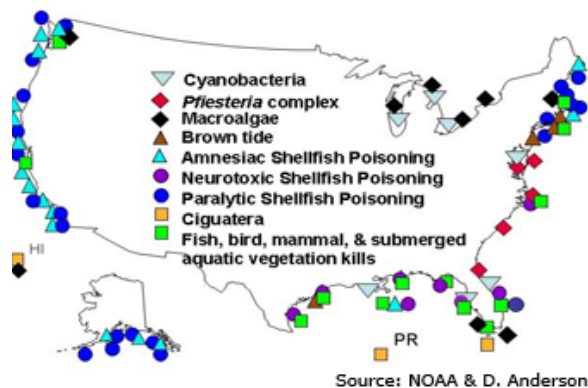 Cyanobacteria
Pfiesteria complex
Macroalgae
Brown tide
Amnesiac Shellfish Poisoning
Neurotoxic Shellfish Poisoning
Paralytic Shellfish Poisoning
Ciguatera
Fish, bird, mammal, & submerged
aquatic vegetation kills
HI
PR
Source: NOAA & D. Anderson